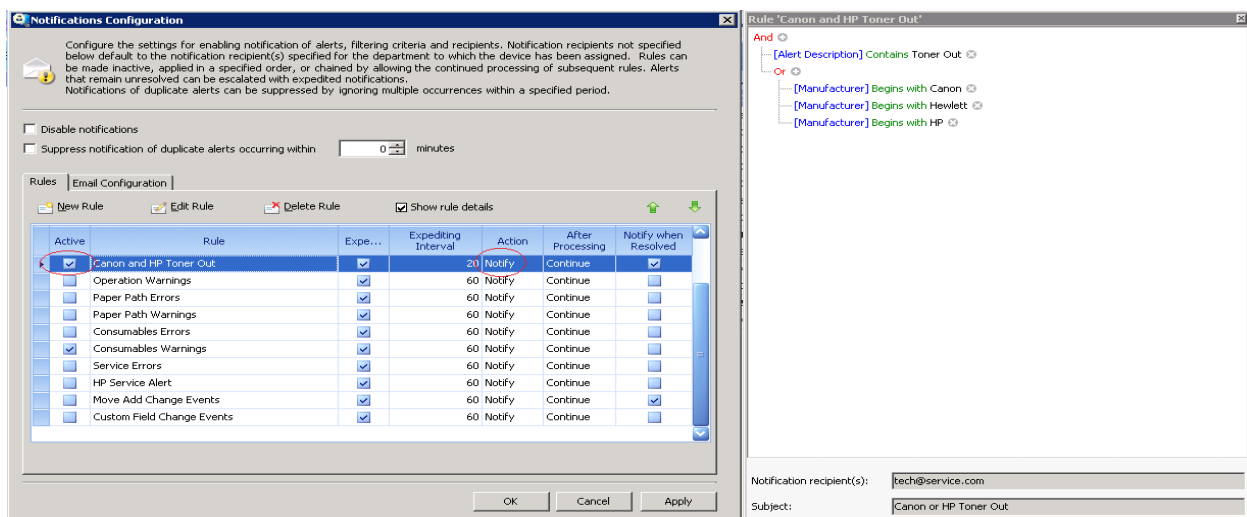 Notifications Configuration
Configure the settings for enabling notification of alerts, filtering criteria and recipients. Notification recipients not specified
below default to the notification recipient(s) specified for the department to which the device has been assigned. Rules can
be made inactive, applied in a specified order, or chained by allowing the continued processing of subsequent rules. Alerts
that remain unresolved can be escalated with expedited notifications.
Notifications of duplicate alerts can be suppressed by ignoring multiple occurrences within a specified period.
Disable notifications
Suppress notification of duplicate alerts occurring within 0 minutes
Rules Email Configuration
New Rule Edit Rule Delete Rule Show rule details
Active Rule Expe... Expediting Interval Action After Processing Notify when Resolved
Canon and HP Toner Out 20 Notify Continue
Operation Warnings 60 Notify Continue
Paper Path Errors 60 Notify Continue
Paper Path Warnings 60 Notify Continue
Consumables Errors 60 Notify Continue
Consumables Warnings 60 Notify Continue
Service Errors 60 Notify Continue
HP Service Alert 60 Notify Continue
Move Add Change Events 60 Notify Continue
Custom Field Change Events 60 Notify Continue
OK Cancel Apply
Rule 'Canon and HP Toner Out'
And
[Alert Description] Contains Toner Out
Or
[Manufacturer] Begins with Canon
[Manufacturer] Begins with Hewlett
[Manufacturer] Begins with HP
Notification recipient(s): tech@service.com
Subject: Canon or HP Toner Out